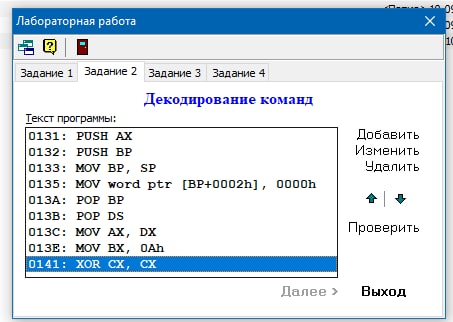 Лабораторная работа
Задание 1 Задание 2 Задание 3 Задание 4
Декодирование команд
Текст программы:
0131: PUSH AX
0132: PUSH BP
0133: MOV BP, SP
0135: MOV word ptr [BP+0002h], 0000h
013A: POP BP
013B: POP DS
013C: MOV AX, DX
013E: MOV BX, 0Ah
0141: XOR CX, CX
Добавить
Изменить
Удалить
Проверить
Далее >
Выход